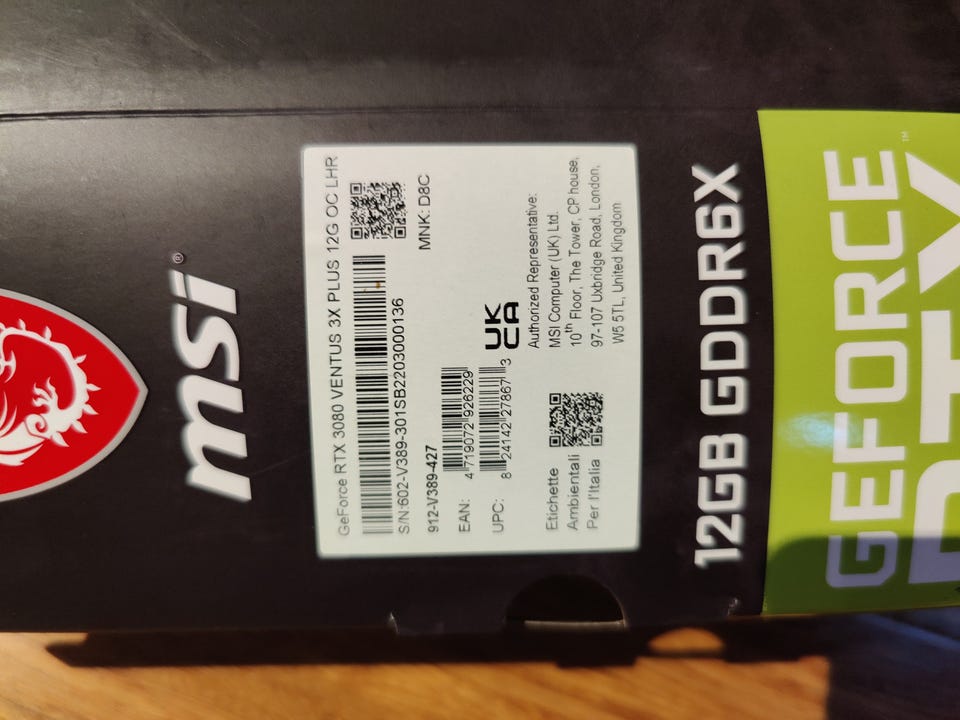 msi®
GeForce RTX 3080 VENTUS 3X PLUS 12G OC LHR
S/N:602-V389-301SB2203000136
912-V389-427
MNK: D8C
EAN:
4 719072 926229
UPC:
8 24142 27867 3
UK
CA
Etichette
Ambientali
Per l'Italia
Authorized Representative:
MSI Computer (UK) Ltd.
10th Floor, The Tower, CP house,
97-107 Uxbridge Road, London,
W5 5TL, United Kingdom
12GB GDDR6X
GEFORCE
RTX™